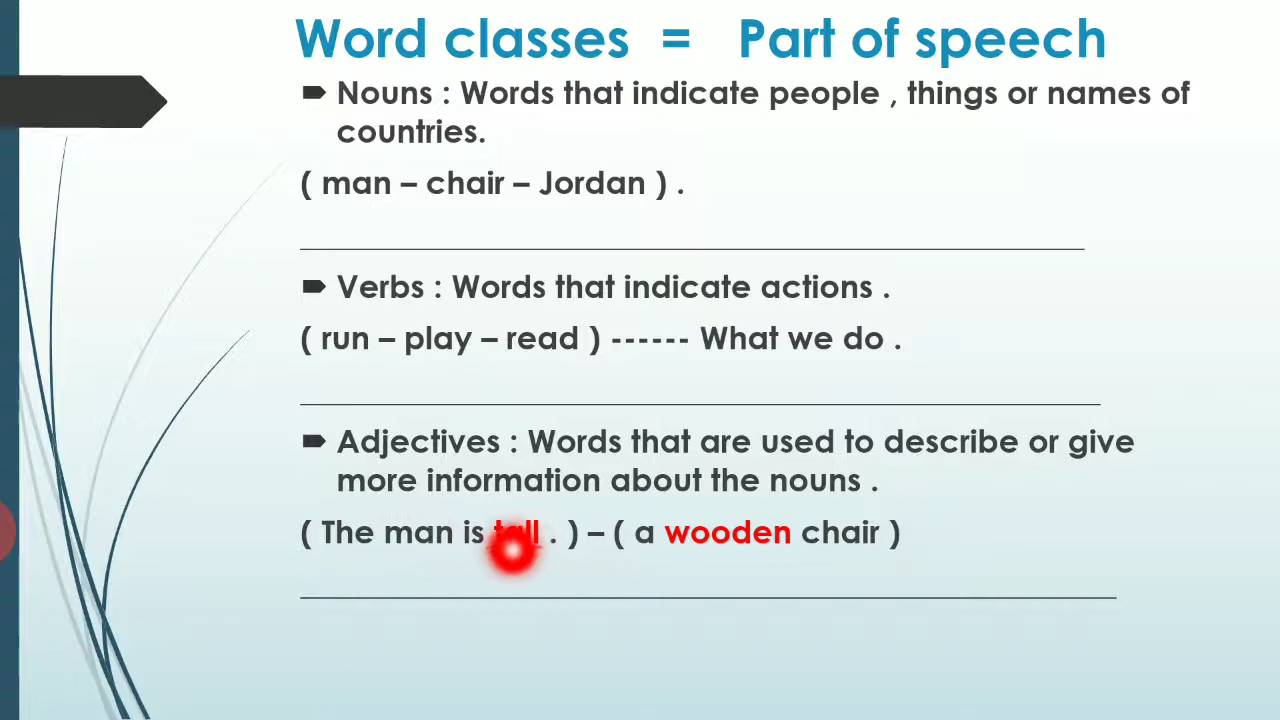 Word classes = Part of speech
Nouns : Words that indicate people , things or names of
countries.
( man – chair – Jordan ) .
Verbs : Words that indicate actions .
( run – play – read ) ------ What we do .
Adjectives : Words that are used to describe or give
more information about the nouns .
( The man is tall . ) – ( a wooden chair )